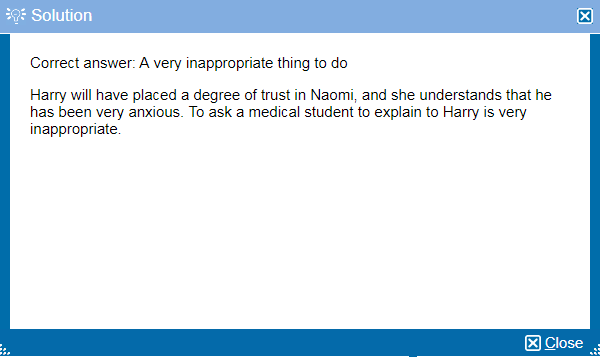 Solution
Correct answer: A very inappropriate thing to do
Harry will have placed a degree of trust in Naomi, and she understands that he
has been very anxious. To ask a medical student to explain to Harry is very
inappropriate.
Close